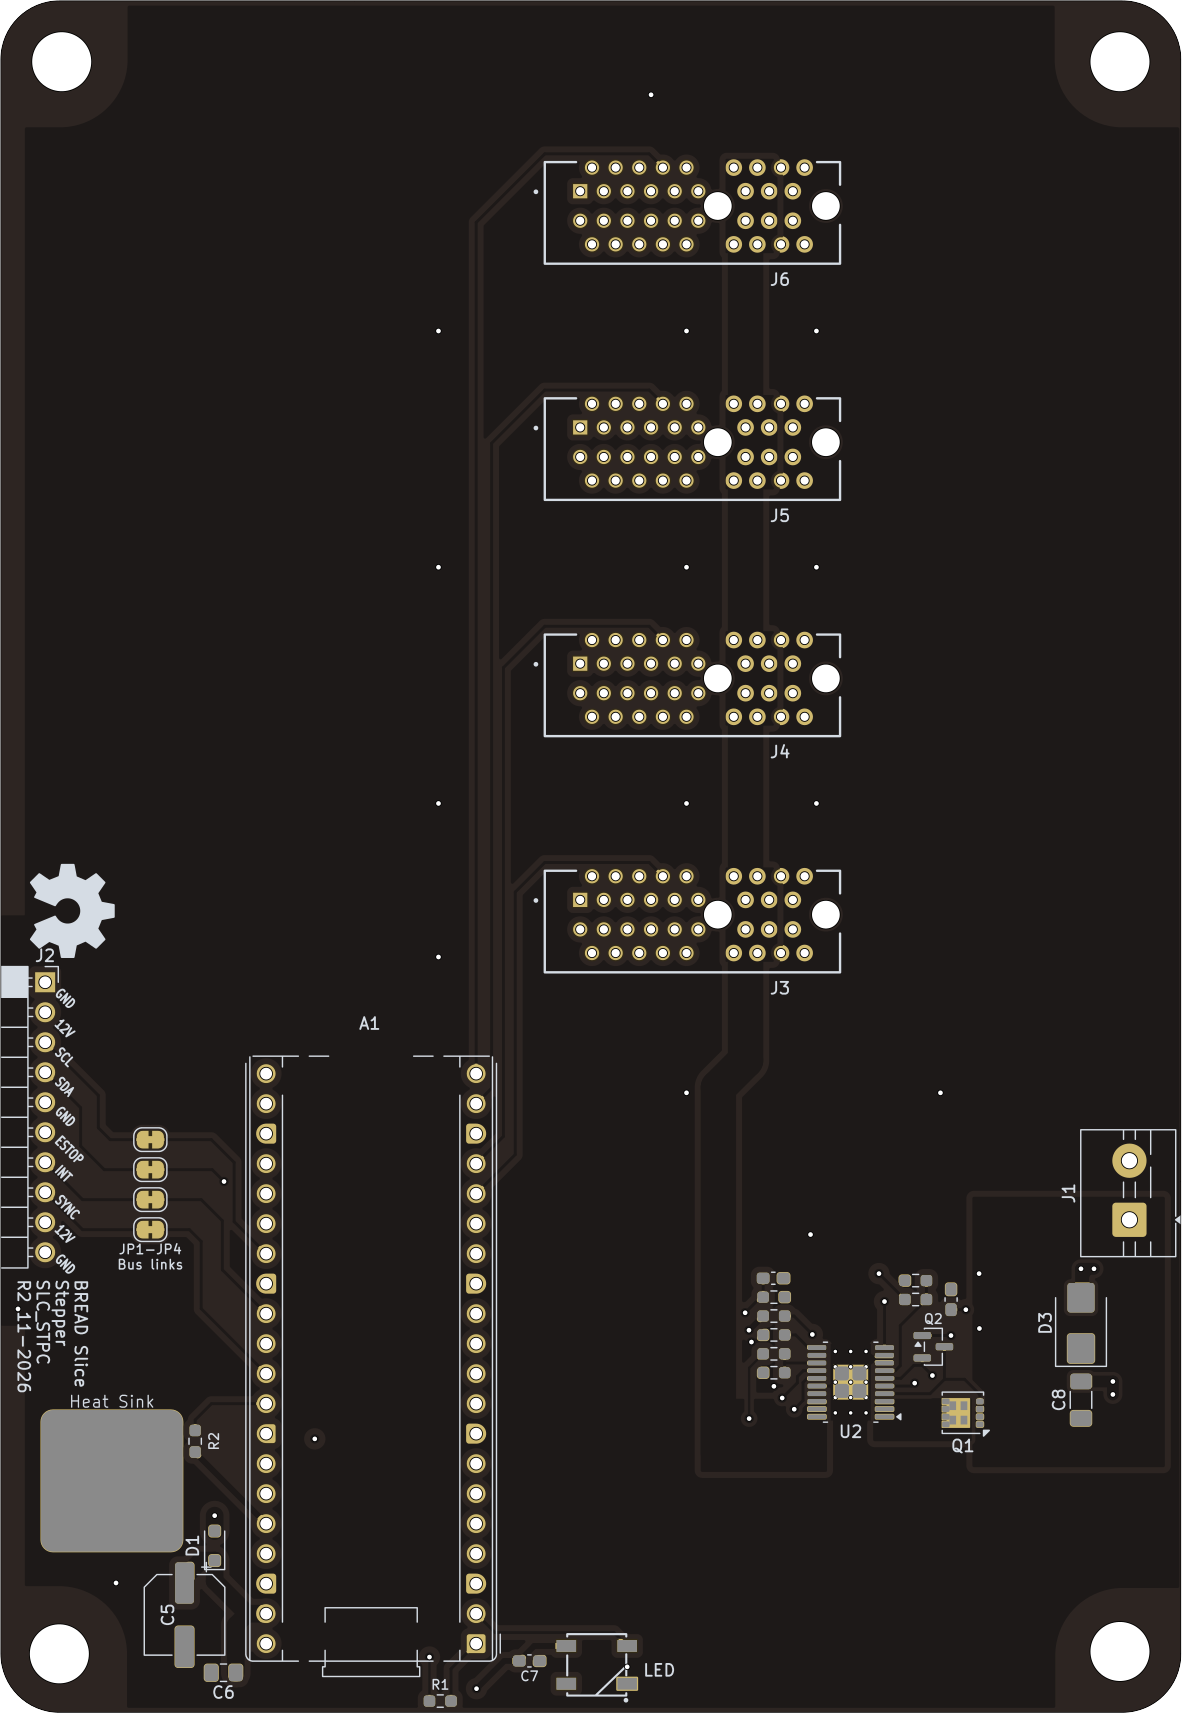 J6
J5
J4
J3
J2
GND
12V
SCL
SDA
GND
ESTOP
INT
SYNC
12V
GND
A1
JP1-JP4
Bus links
J1
BREAD Slice
Stepper
SLC_STPC
R2.11-2026
Q2
D3
C8
U2
Q1
Heat Sink
R2
D1
+
C5
C6
C7
LED
R1